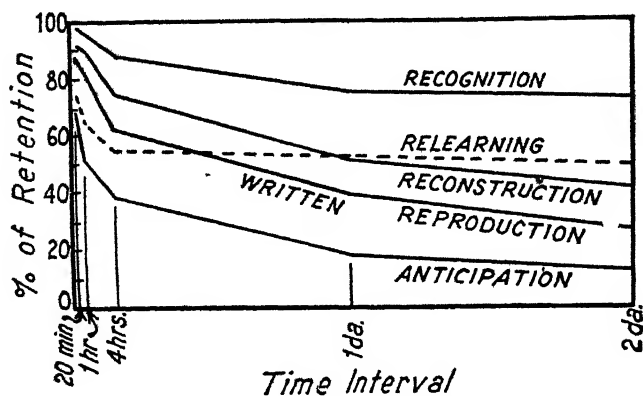 % of Retention
100
80
60
40
20
0
RECOGNITION
RELEARNING
RECONSTRUCTION
WRITTEN REPRODUCTION
ANTICIPATION
20 min.
1 hr
4 hrs.
1 da.
2 da.
Time Interval